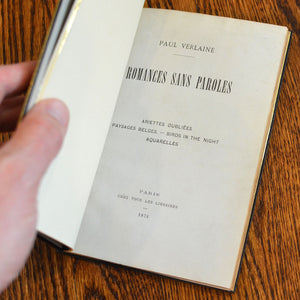 PAUL VERLAINE
ROMANCES SANS PAROLES
ARIETTES OUBLIÉES
PAYSAGES BELGES. — BIRDS IN THE NIGHT
AQUARELLES
PARIS
CHEZ TOUS LES LIBRAIRES
—
1874